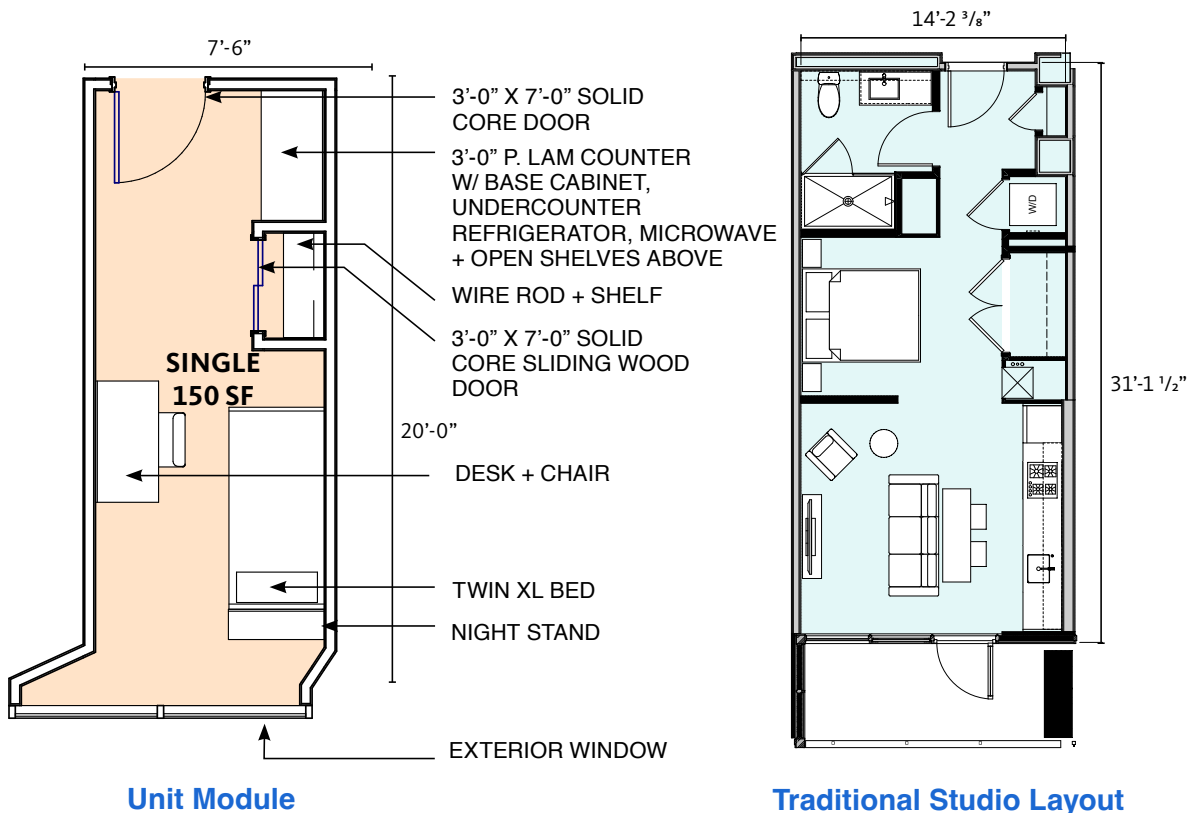 7’-6”
3’-0” X 7’-0” SOLID
CORE DOOR
3’-0” P. LAM COUNTER
W/ BASE CABINET,
UNDERCOUNTER
REFRIGERATOR, MICROWAVE
+ OPEN SHELVES ABOVE
WIRE ROD + SHELF
3’-0” X 7’-0” SOLID
CORE SLIDING WOOD
DOOR
SINGLE
150 SF
20’-0”
DESK + CHAIR
TWIN XL BED
NIGHT STAND
EXTERIOR WINDOW
Unit Module
14’-2 ³/₈”
W/D
31’-1 ¹/₂”
Traditional Studio Layout